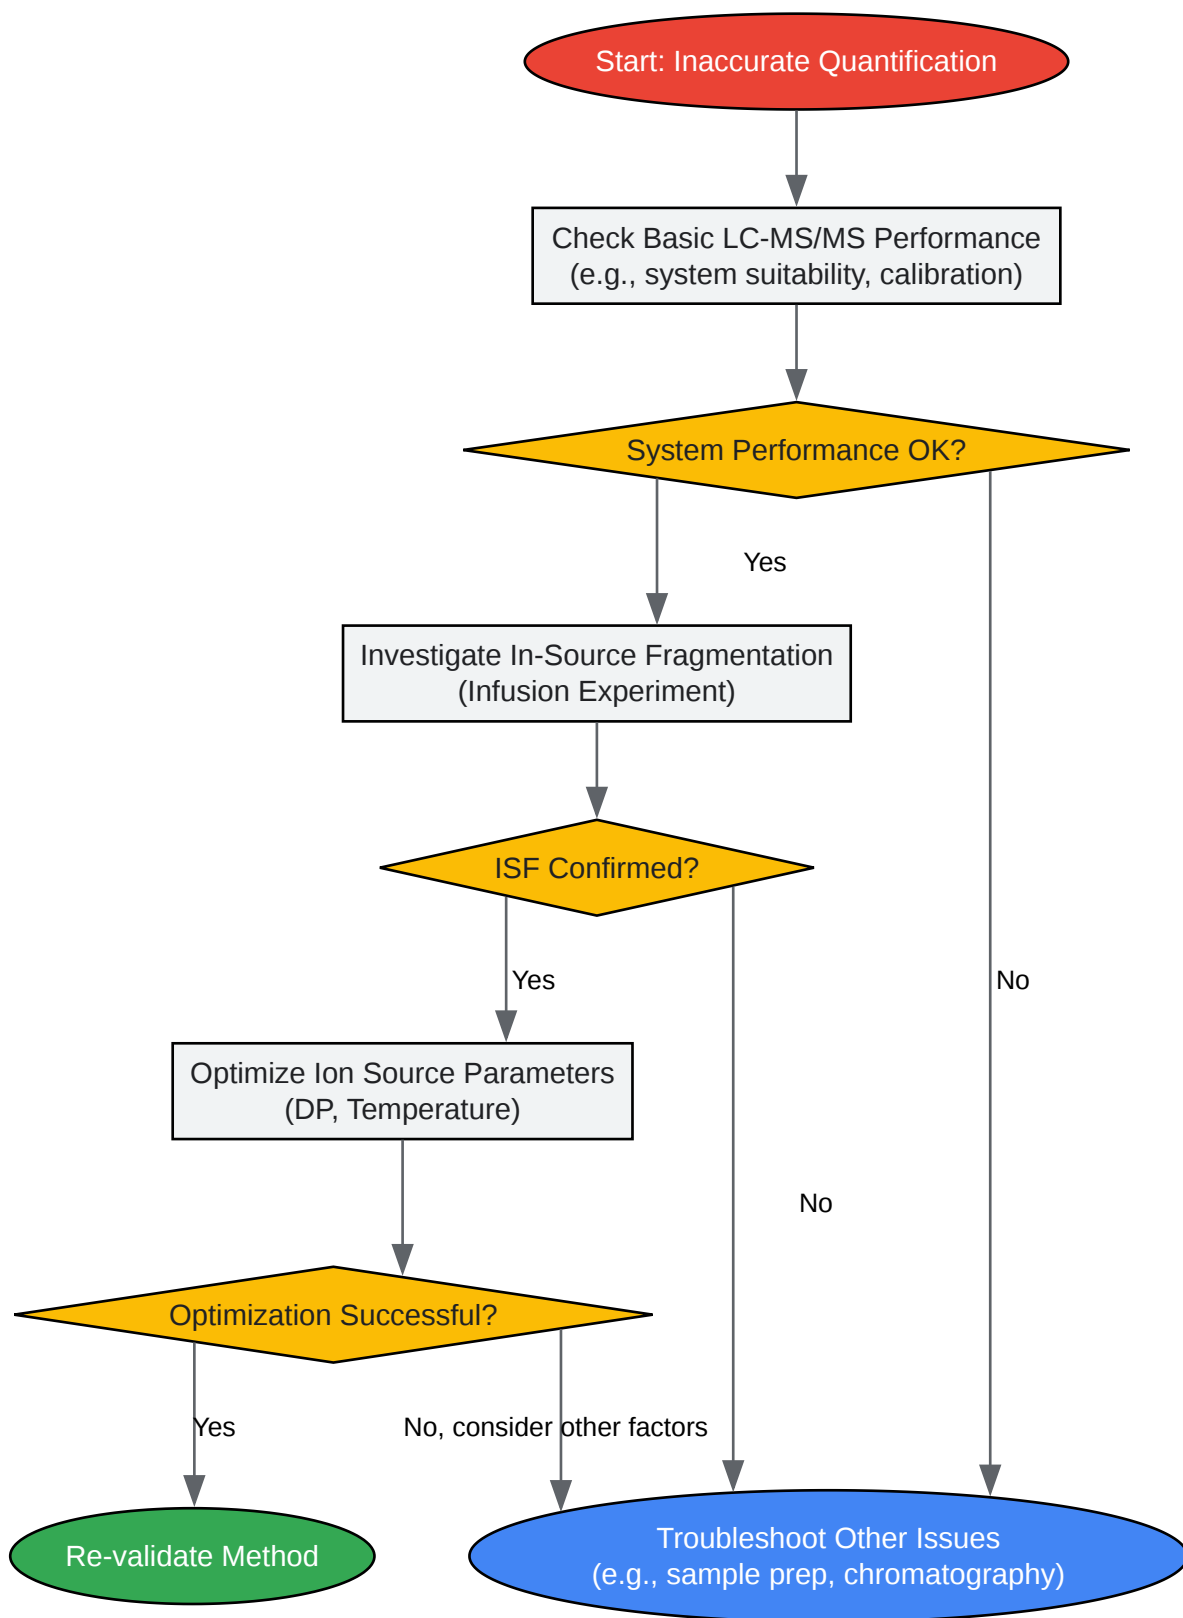 Start: Inaccurate Quantification
Check Basic LC-MS/MS Performance
(e.g., system suitability, calibration)
System Performance OK?
Yes
Investigate In-Source Fragmentation
(Infusion Experiment)
ISF Confirmed?
Yes
No
Optimize Ion Source Parameters
(DP, Temperature)
No
Optimization Successful?
Yes
No, consider other factors
Re-validate Method
Troubleshoot Other Issues
(e.g., sample prep, chromatography)